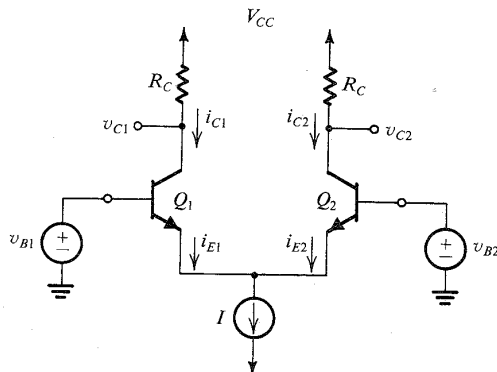 V_CC
R_C R_C
v_C1 i_C1 i_C2 v_C2
Q_1 Q_2
v_B1 + − i_E1 i_E2 + − v_B2
I